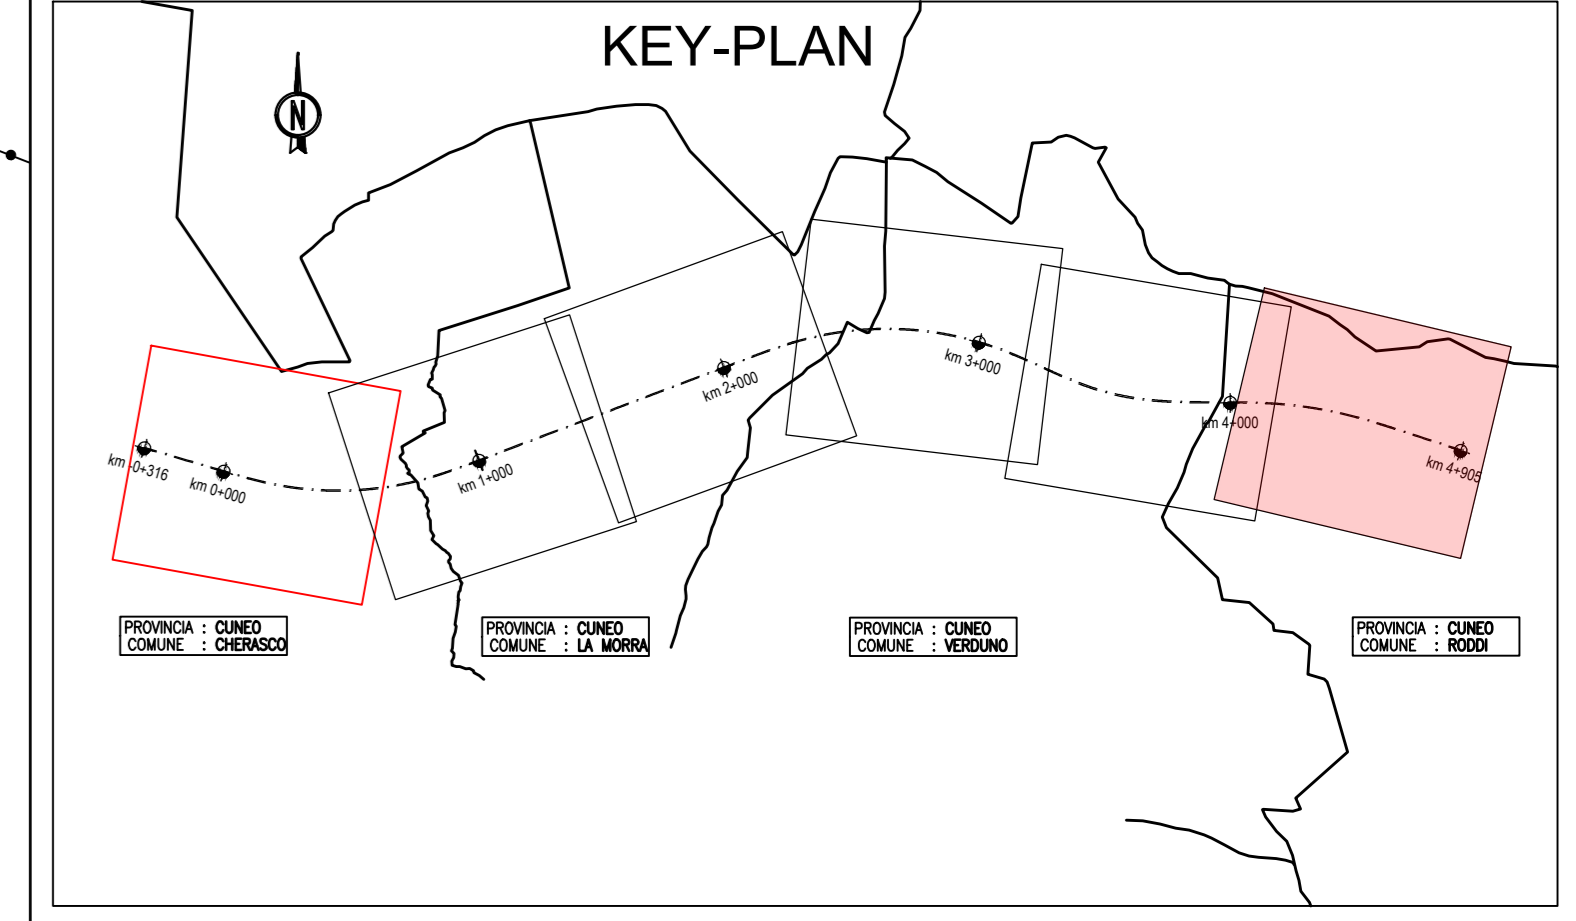 KEY-PLAN
N
km -0+316
km 0+000
km 1+000
km 2+000
km 3+000
km 4+000
km 4+905
PROVINCIA : CUNEO
COMUNE : CHERASCO
PROVINCIA : CUNEO
COMUNE : LA MORRA
PROVINCIA : CUNEO
COMUNE : VERDUNO
PROVINCIA : CUNEO
COMUNE : RODDI